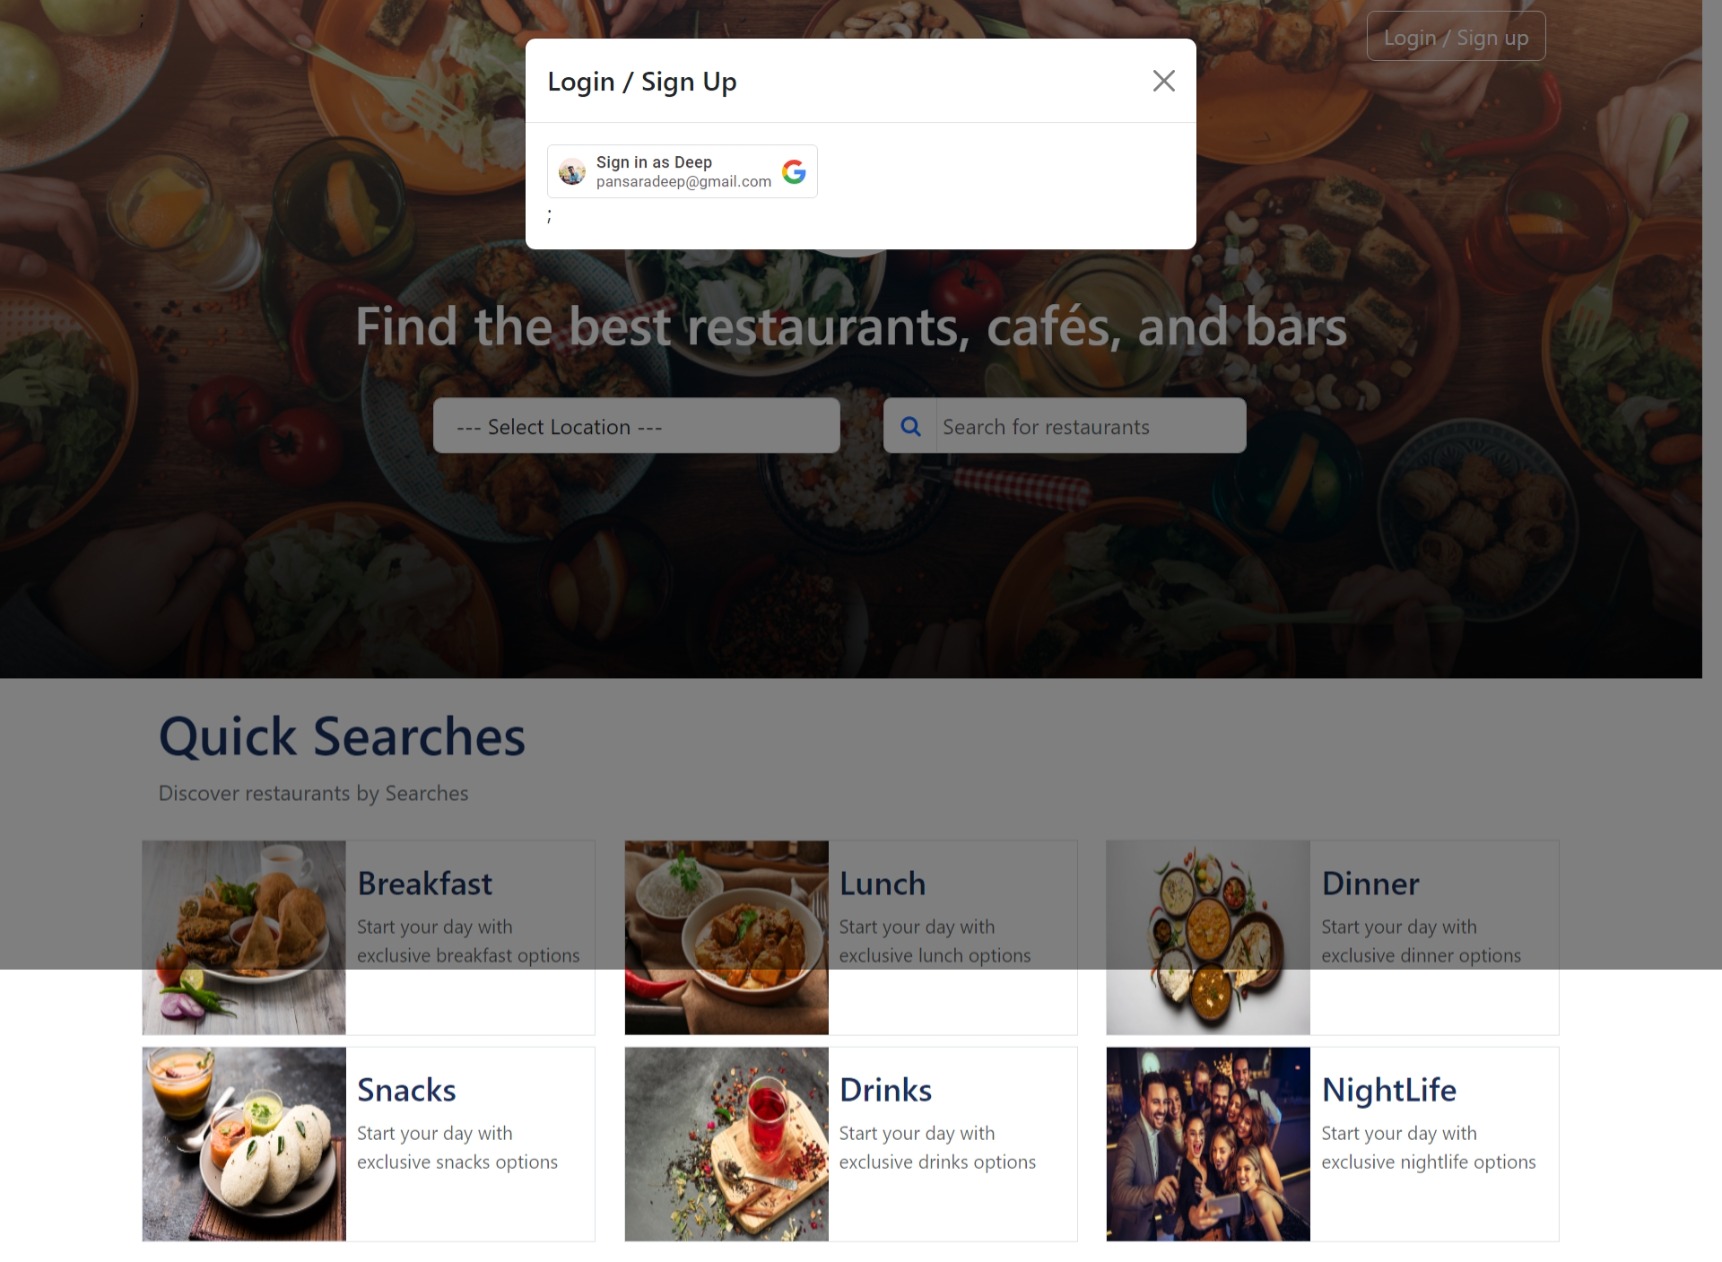 ;
Login / Sign up
Login / Sign Up
Sign in as Deep
pansaradeep@gmail.com
;
Find the best restaurants, cafés, and bars
--- Select Location ---
Search for restaurants
Quick Searches
Discover restaurants by Searches
Breakfast
Start your day with
exclusive breakfast options
Lunch
Start your day with
exclusive lunch options
Dinner
Start your day with
exclusive dinner options
Snacks
Start your day with
exclusive snacks options
Drinks
Start your day with
exclusive drinks options
NightLife
Start your day with
exclusive nightlife options